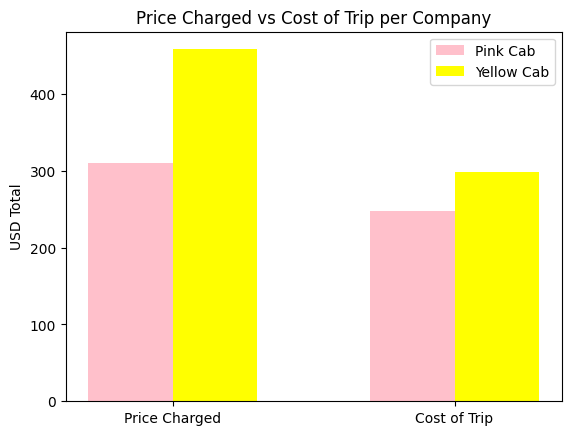 Price Charged vs Cost of Trip per Company
Pink Cab
Yellow Cab
USD Total
400
300
200
100
0
Price Charged
Cost of Trip